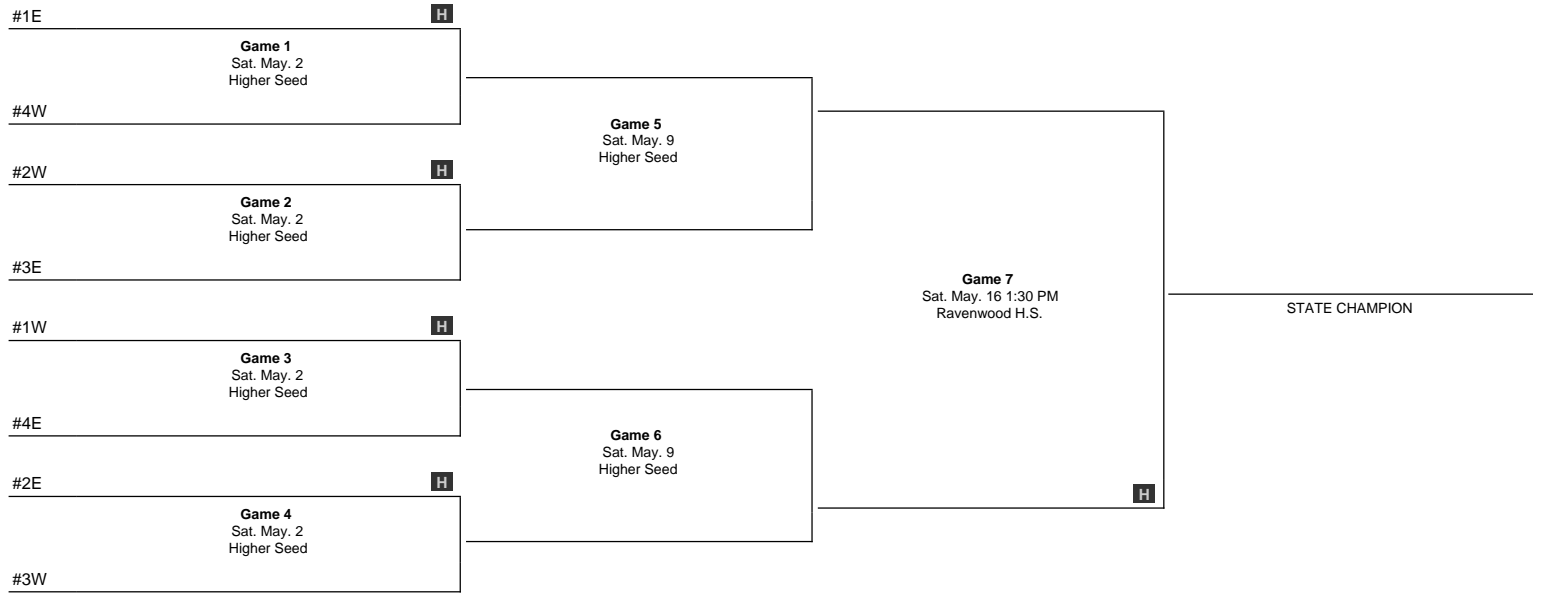 #1E
H
Game 1
Sat. May. 2
Higher Seed
#4W
#2W
H
Game 2
Sat. May. 2
Higher Seed
#3E
#1W
H
Game 3
Sat. May. 2
Higher Seed
#4E
#2E
H
Game 4
Sat. May. 2
Higher Seed
#3W
Game 5
Sat. May. 9
Higher Seed
Game 6
Sat. May. 9
Higher Seed
Game 7
Sat. May. 16 1:30 PM
Ravenwood H.S.
H
STATE CHAMPION